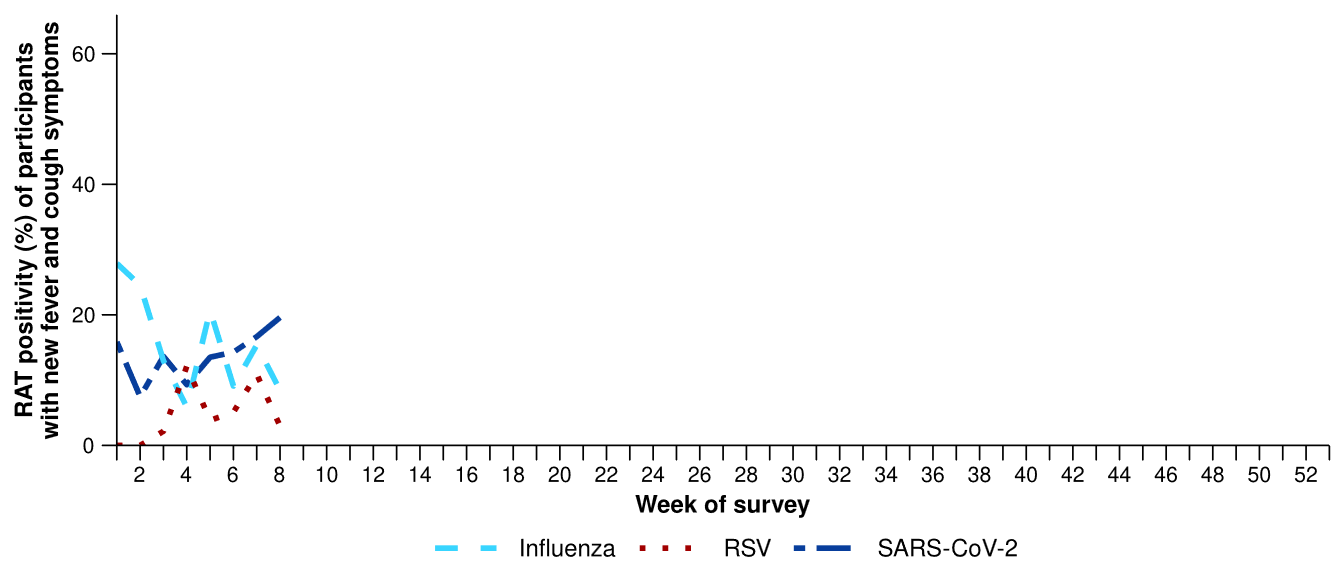 RAT positivity (%) of participants
with new fever and cough symptoms
60
40
20
0
2 4 6 8 10 12 14 16 18 20 22 24 26 28 30 32 34 36 38 40 42 44 46 48 50 52
Week of survey
Influenza RSV SARS-CoV-2